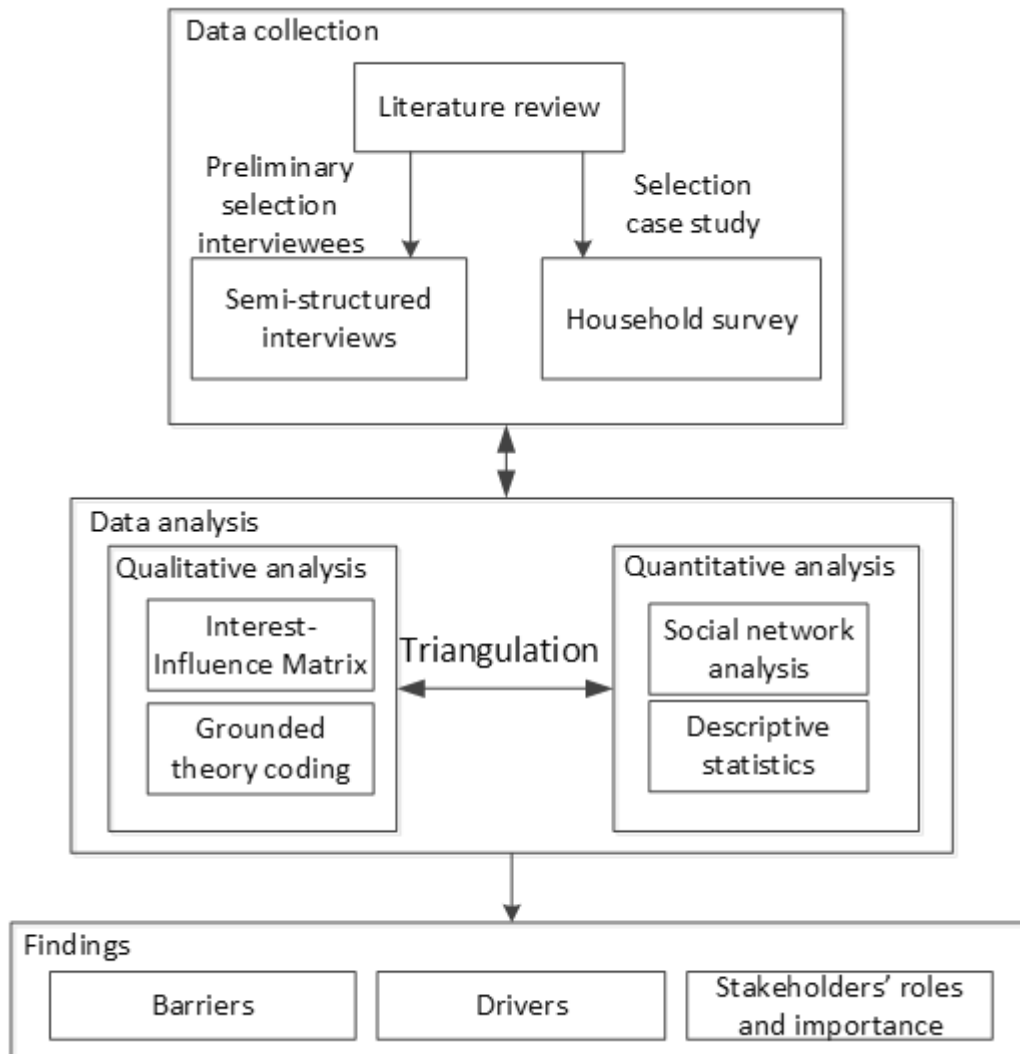 Data collection
Literature review
Preliminary
selection
interviewees
Selection
case study
Semi-structured
interviews
Household survey
Data analysis
Qualitative analysis
Interest-
Influence Matrix
Grounded
theory coding
Triangulation
Quantitative analysis
Social network
analysis
Descriptive
statistics
Findings
Barriers
Drivers
Stakeholders’ roles
and importance